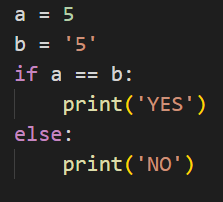 a = 5
b = '5'
if a == b:
    print('YES')
else:
    print('NO')